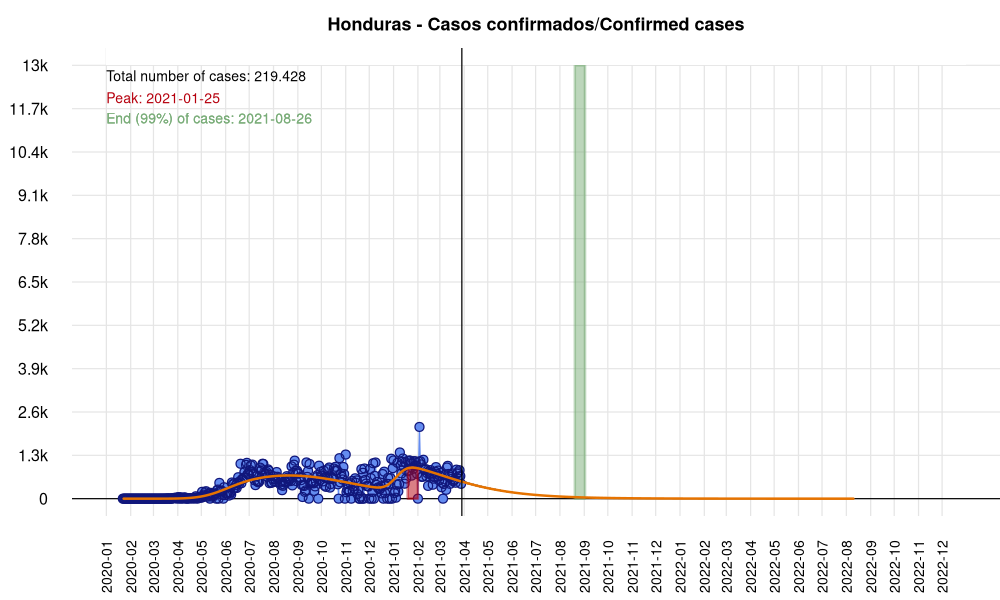 Honduras - Casos confirmados/Confirmed cases
Total number of cases: 219.428
Peak: 2021-01-25
End (99%) of cases: 2021-08-26
13k
11.7k
10.4k
9.1k
7.8k
6.5k
5.2k
3.9k
2.6k
1.3k
0
2020-01
2020-02
2020-03
2020-04
2020-05
2020-06
2020-07
2020-08
2020-09
2020-10
2020-11
2020-12
2021-01
2021-02
2021-03
2021-04
2021-05
2021-06
2021-07
2021-08
2021-09
2021-10
2021-11
2021-12
2022-01
2022-02
2022-03
2022-04
2022-05
2022-06
2022-07
2022-08
2022-09
2022-10
2022-11
2022-12